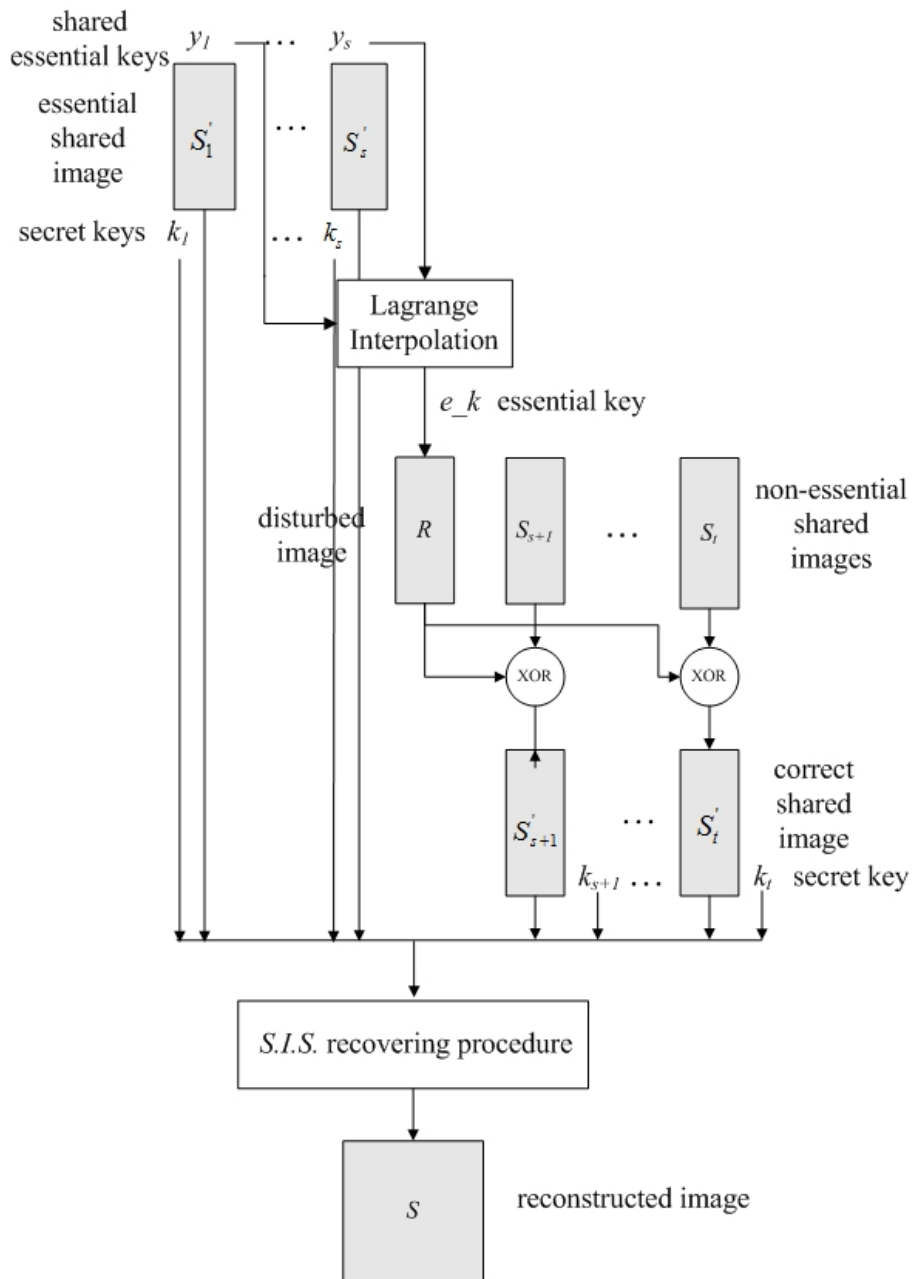 shared
essential keys
y1 ... ys
essential
shared
image
S'1 ... S's
secret keys k1 ... ks
Lagrange
Interpolation
e_k essential key
disturbed
image
R Ss+1 ... St
non-essential
shared
images
XOR XOR
S's+1 ... S't
correct
shared
image
ks+1 ... kt secret key
S.I.S. recovering procedure
S
reconstructed image